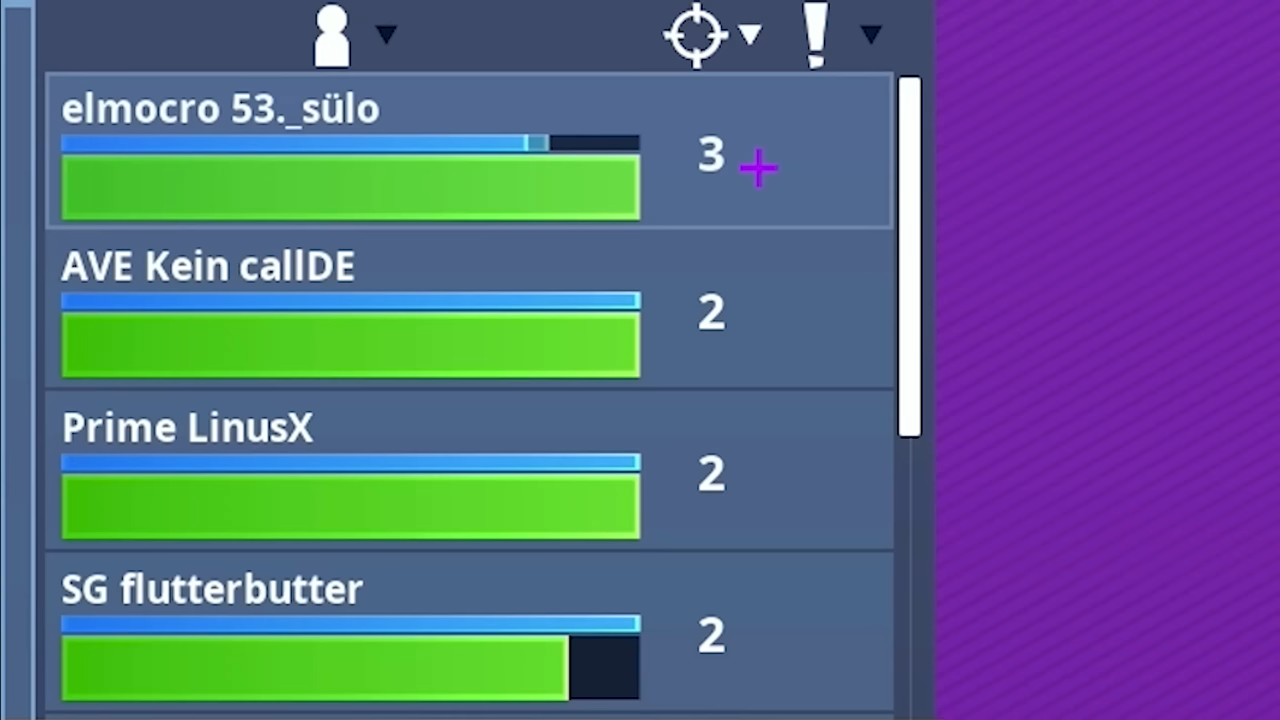 elmocro 53._sülo
3
AVE Kein callDE
2
Prime LinusX
2
SG flutterbutter
2